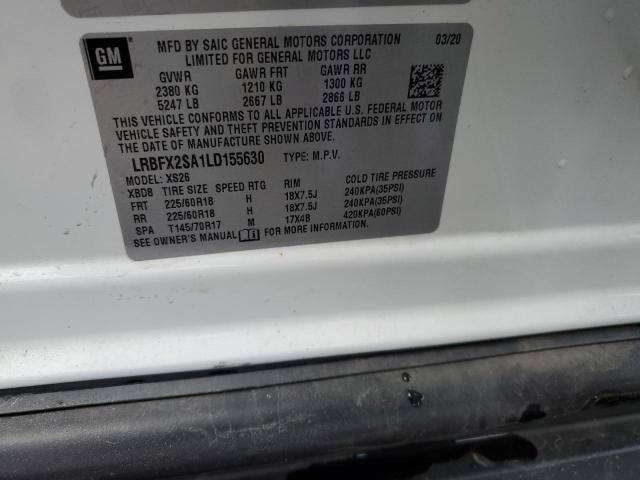 GM
MFD BY SAIC GENERAL MOTORS CORPORATION 03/20
LIMITED FOR GENERAL MOTORS LLC
GVWR GAWR FRT GAWR RR
2380 KG 1210 KG 1300 KG
5247 LB 2667 LB 2866 LB
THIS VEHICLE CONFORMS TO ALL APPLICABLE U.S. FEDERAL MOTOR
VEHICLE SAFETY AND THEFT PREVENTION STANDARDS IN EFFECT ON
THE DATE OF MANUFACTURE SHOWN ABOVE.
LRBFX2SA1LD155630 TYPE: M.P.V.
MODEL: XS26
XBD8 TIRE SIZE SPEED RTG RIM COLD TIRE PRESSURE
FRT 225/60R18 H 18X7.5J 240KPA(35PSI)
RR 225/60R18 H 18X7.5J 240KPA(35PSI)
SPA T145/70R17 M 17X4B 420KPA(60PSI)
SEE OWNER'S MANUAL FOR MORE INFORMATION